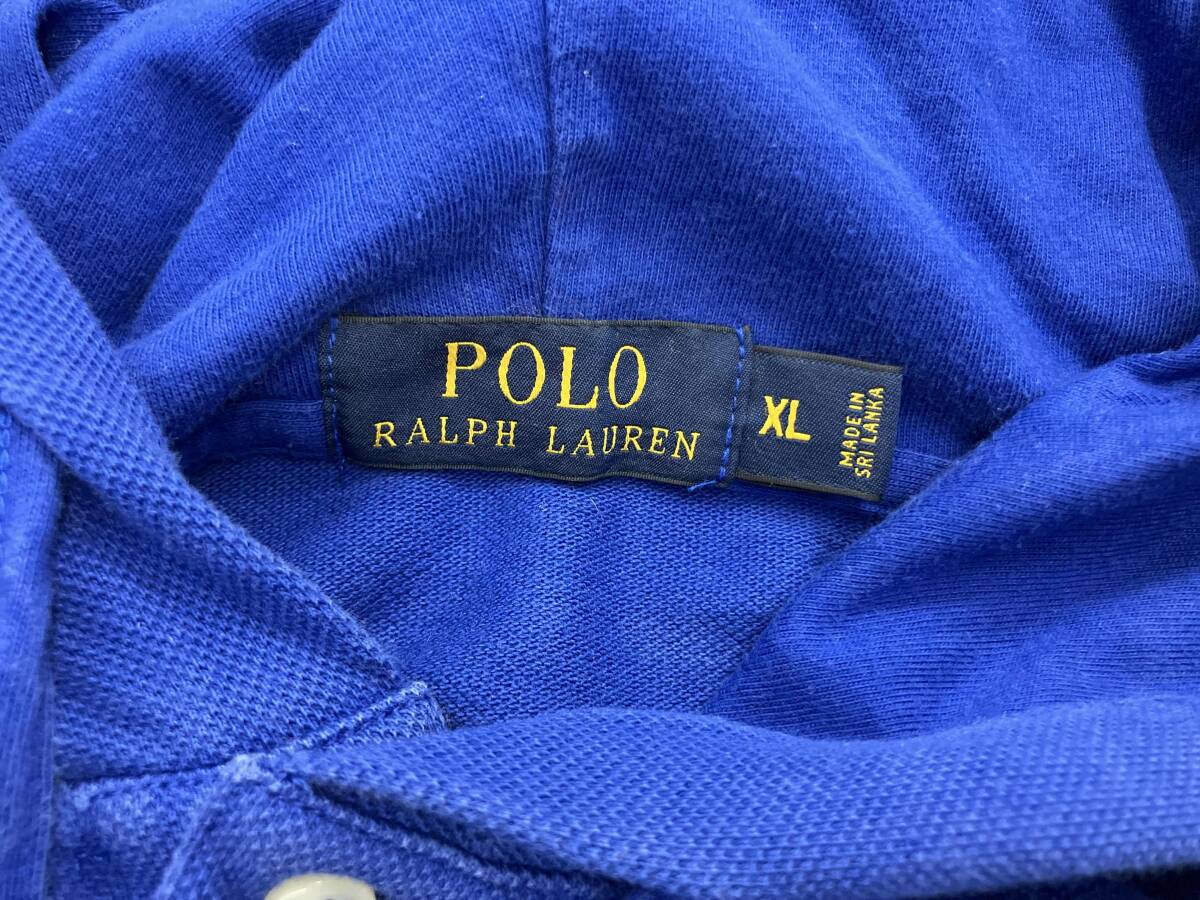 POLO
RALPH LAUREN
XL
MADE IN
SRI LANKA